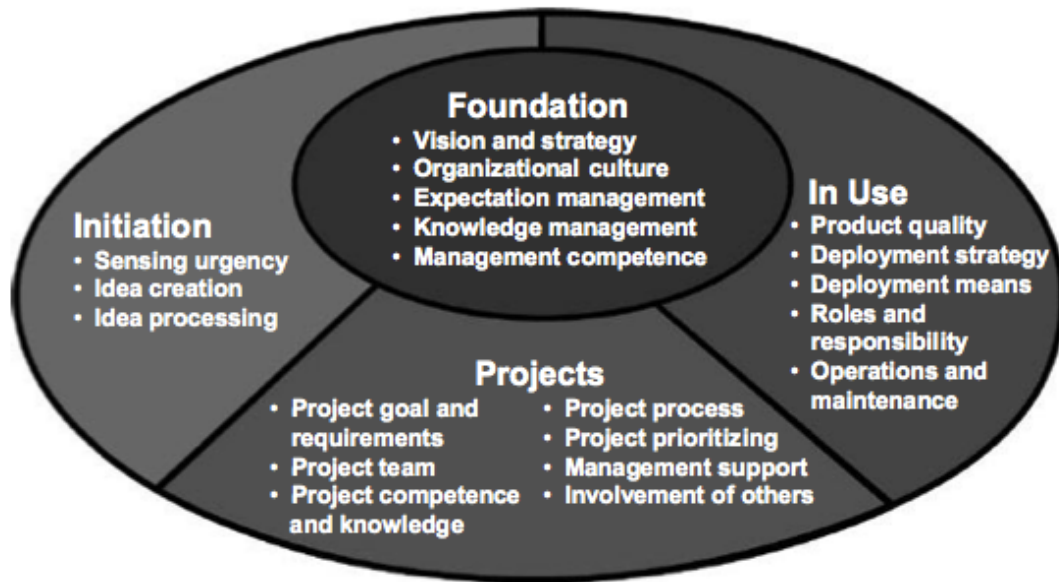 Foundation
• Vision and strategy
• Organizational culture
• Expectation management
• Knowledge management
• Management competence
Initiation
• Sensing urgency
• Idea creation
• Idea processing
In Use
• Product quality
• Deployment strategy
• Deployment means
• Roles and
responsibility
• Operations and
maintenance
Projects
• Project goal and
requirements
• Project team
• Project competence
and knowledge
• Project process
• Project prioritizing
• Management support
• Involvement of others